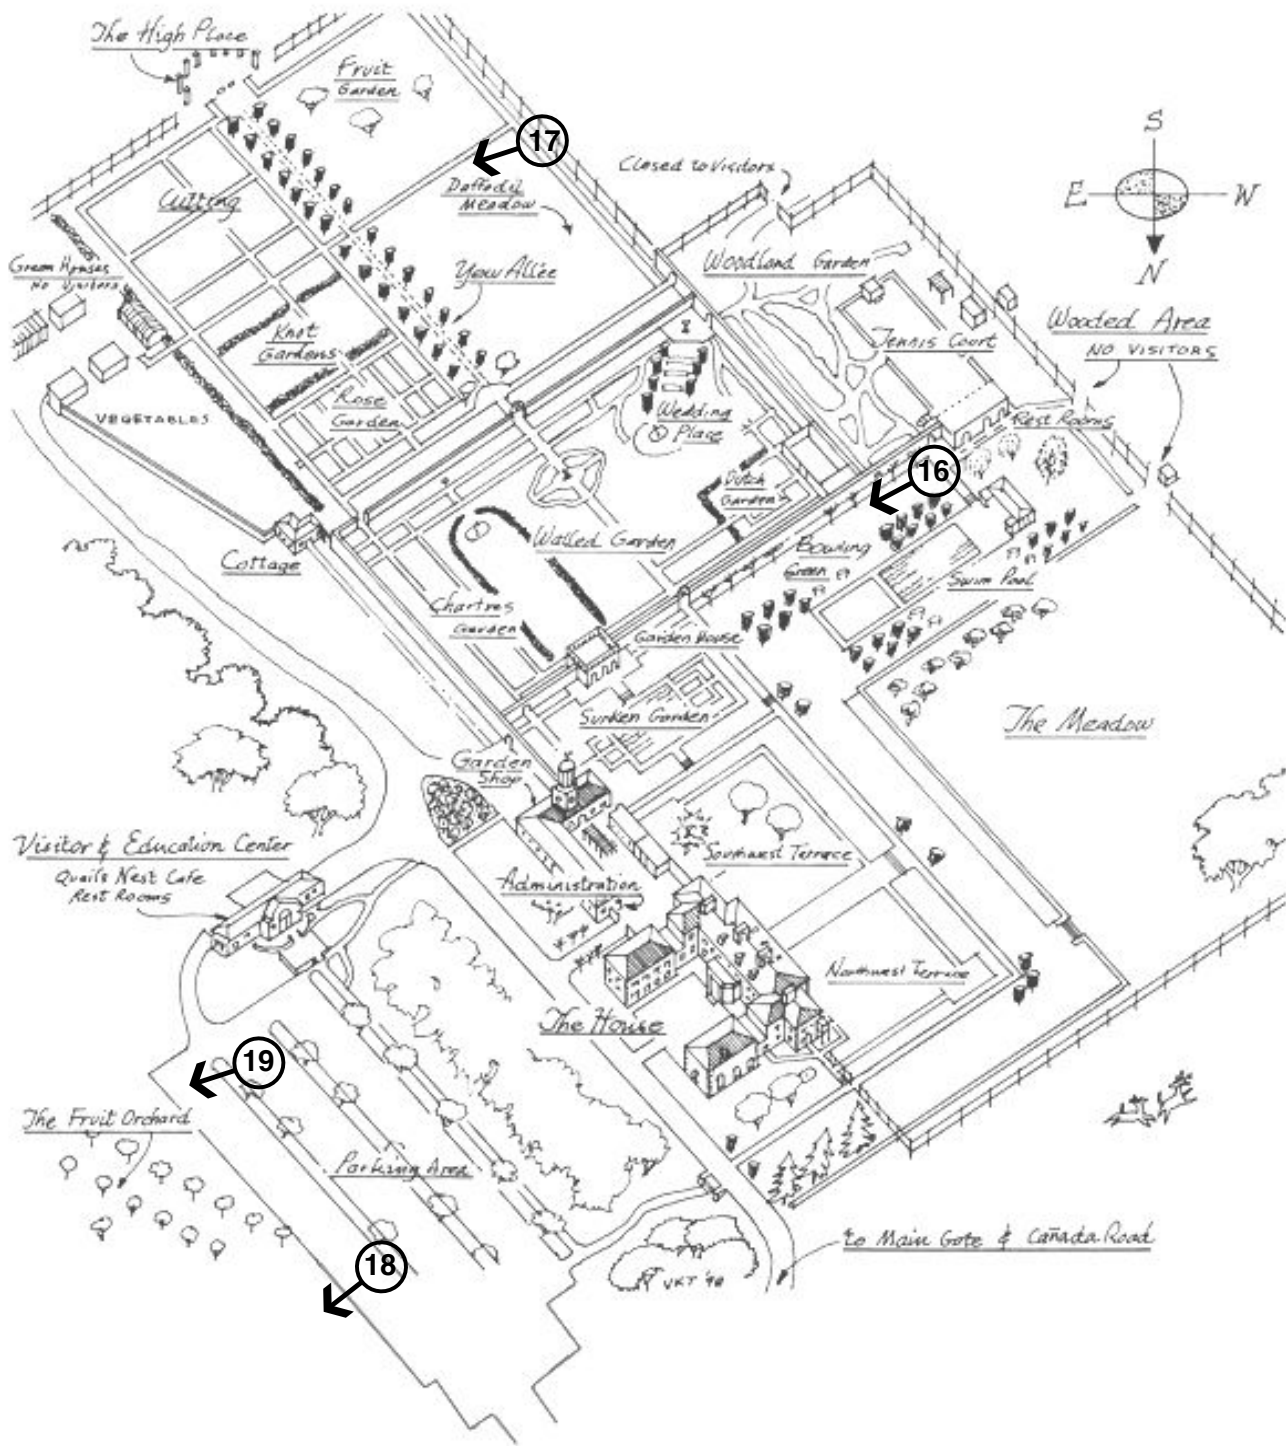 The High Place
Fruit
Garden
17
Closed to Visitors
S
E
W
N
Cutting
Daffodil
Meadow
Woodland Garden
Green Houses
No Visitors
Yew Allée
Wooded Area
NO VISITORS
Tennis Court
Knot
Gardens
Rose
Garden
VEGETABLES
Wedding
Place
Rest Rooms
16
Dutch
Garden
Walled Garden
Bowling
Green
Swim Pool
Cottage
Chartres
Garden
Garden House
Sunken Garden
The Meadow
Garden
Shop
Visitor & Education Center
Quail's Nest Cafe
Rest Rooms
Southwest Terrace
Administration
Northwest Terrace
The House
19
The Fruit Orchard
Parking Area
18
to Main Gate & Cañada Road
VKT '98